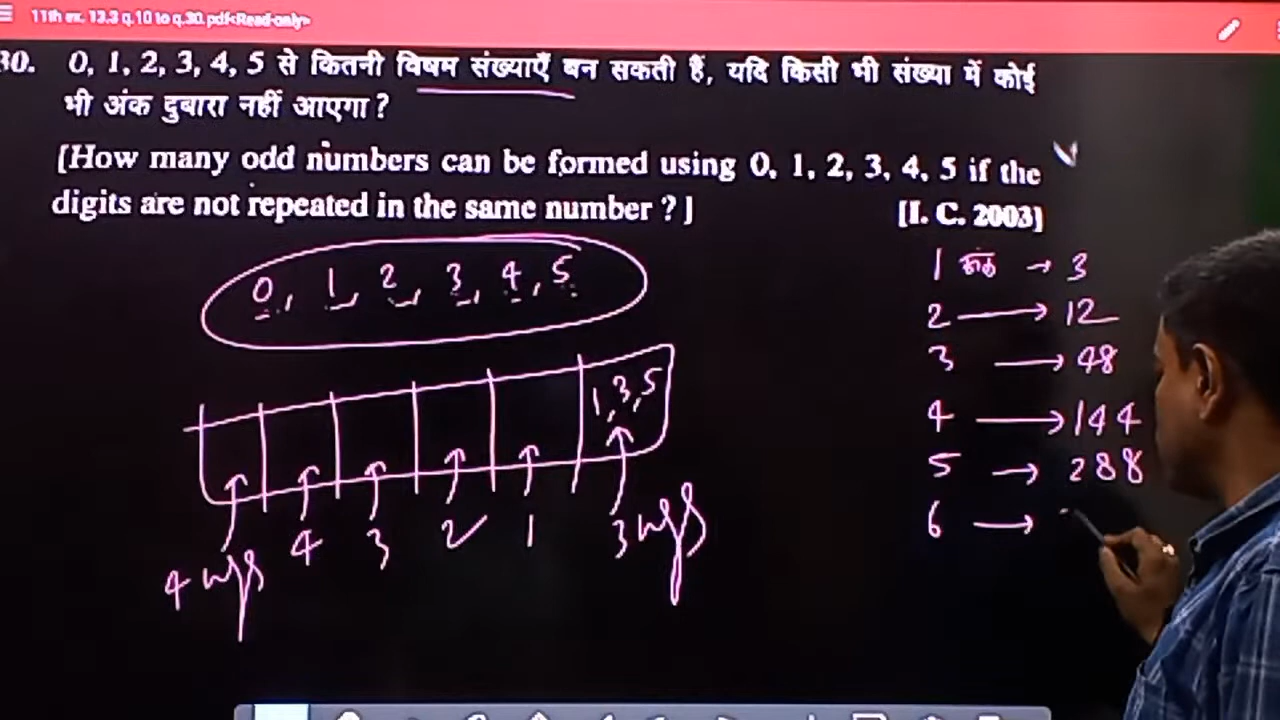 11th ex. 13.3 q.10 to q.30.pdf<Read-only>
30. 0, 1, 2, 3, 4, 5 से कितनी विषम संख्याएँ बन सकती हैं, यदि किसी भी संख्या में कोई
भी अंक दुबारा नहीं आएगा ?
[How many odd numbers can be formed using 0, 1, 2, 3, 4, 5 if the
digits are not repeated in the same number ? ]
[I. C. 2003]
0, 1, 2, 3, 4, 5
1,3,5
4 ways 4 3 2 1 3 ways
1 अंक → 3
2 → 12
3 → 48
4 → 144
5 → 288
6 →